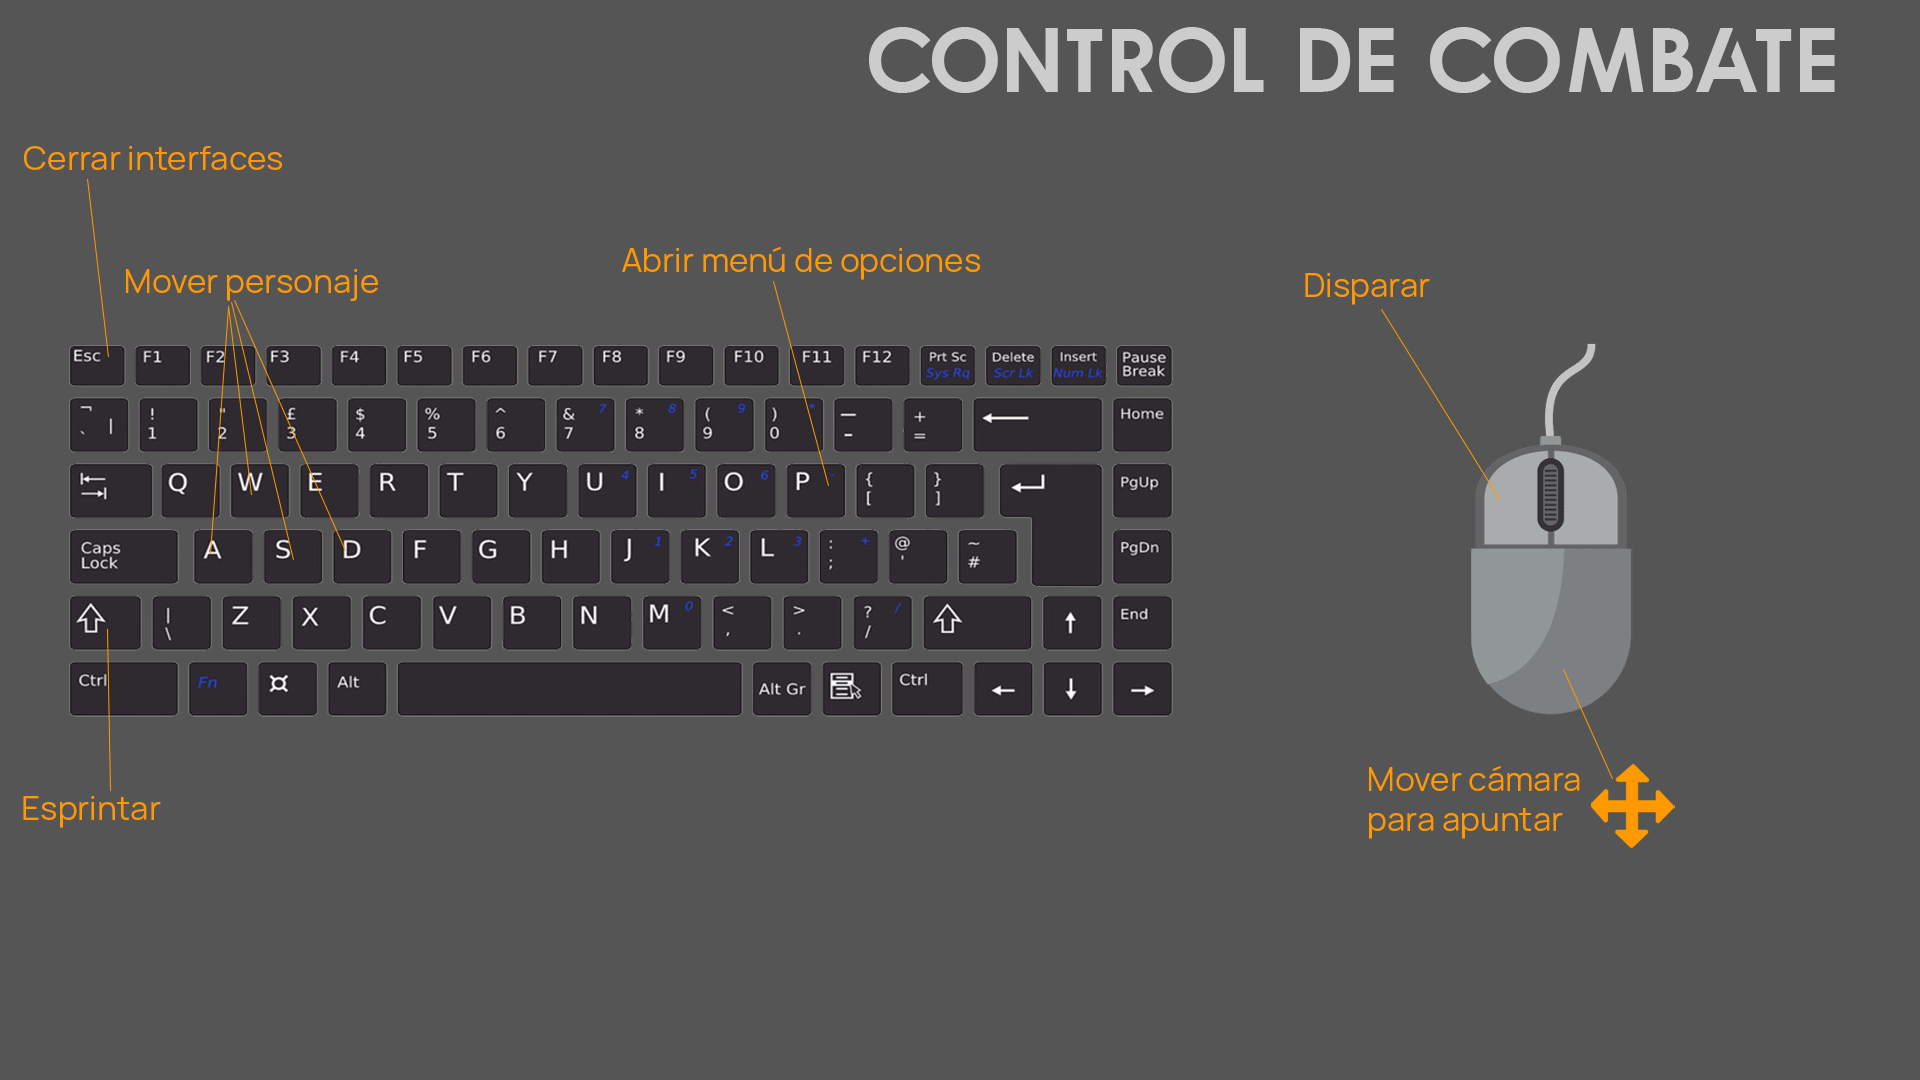 CONTROL DE COMBATE
Cerrar interfaces
Abrir menú de opciones
Mover personaje
Disparar
Esc F1 F2 F3 F4 F5 F6 F7 F8 F9 F10 F11 F12 Prt Sc Delete Insert Pause
Sys Rq Scr Lk Num Lk Break
¬ | ! " £ $ % ^ & 7 * 8 ( 9 ) * _ + Home
` 1 2 3 4 5 6 7 8 9 0 - =
Q W E R T Y U 4 I 5 O 6 P - { } PgUp
[ ]
Caps A S D F G H J 1 K 2 L 3 : + @ ~ PgDn
Lock ; ' #
| Z X C V B N M 0 < > ? / End
\ , . /
Ctrl Fn ¤ Alt Alt Gr Ctrl
Esprintar
Mover cámara
para apuntar